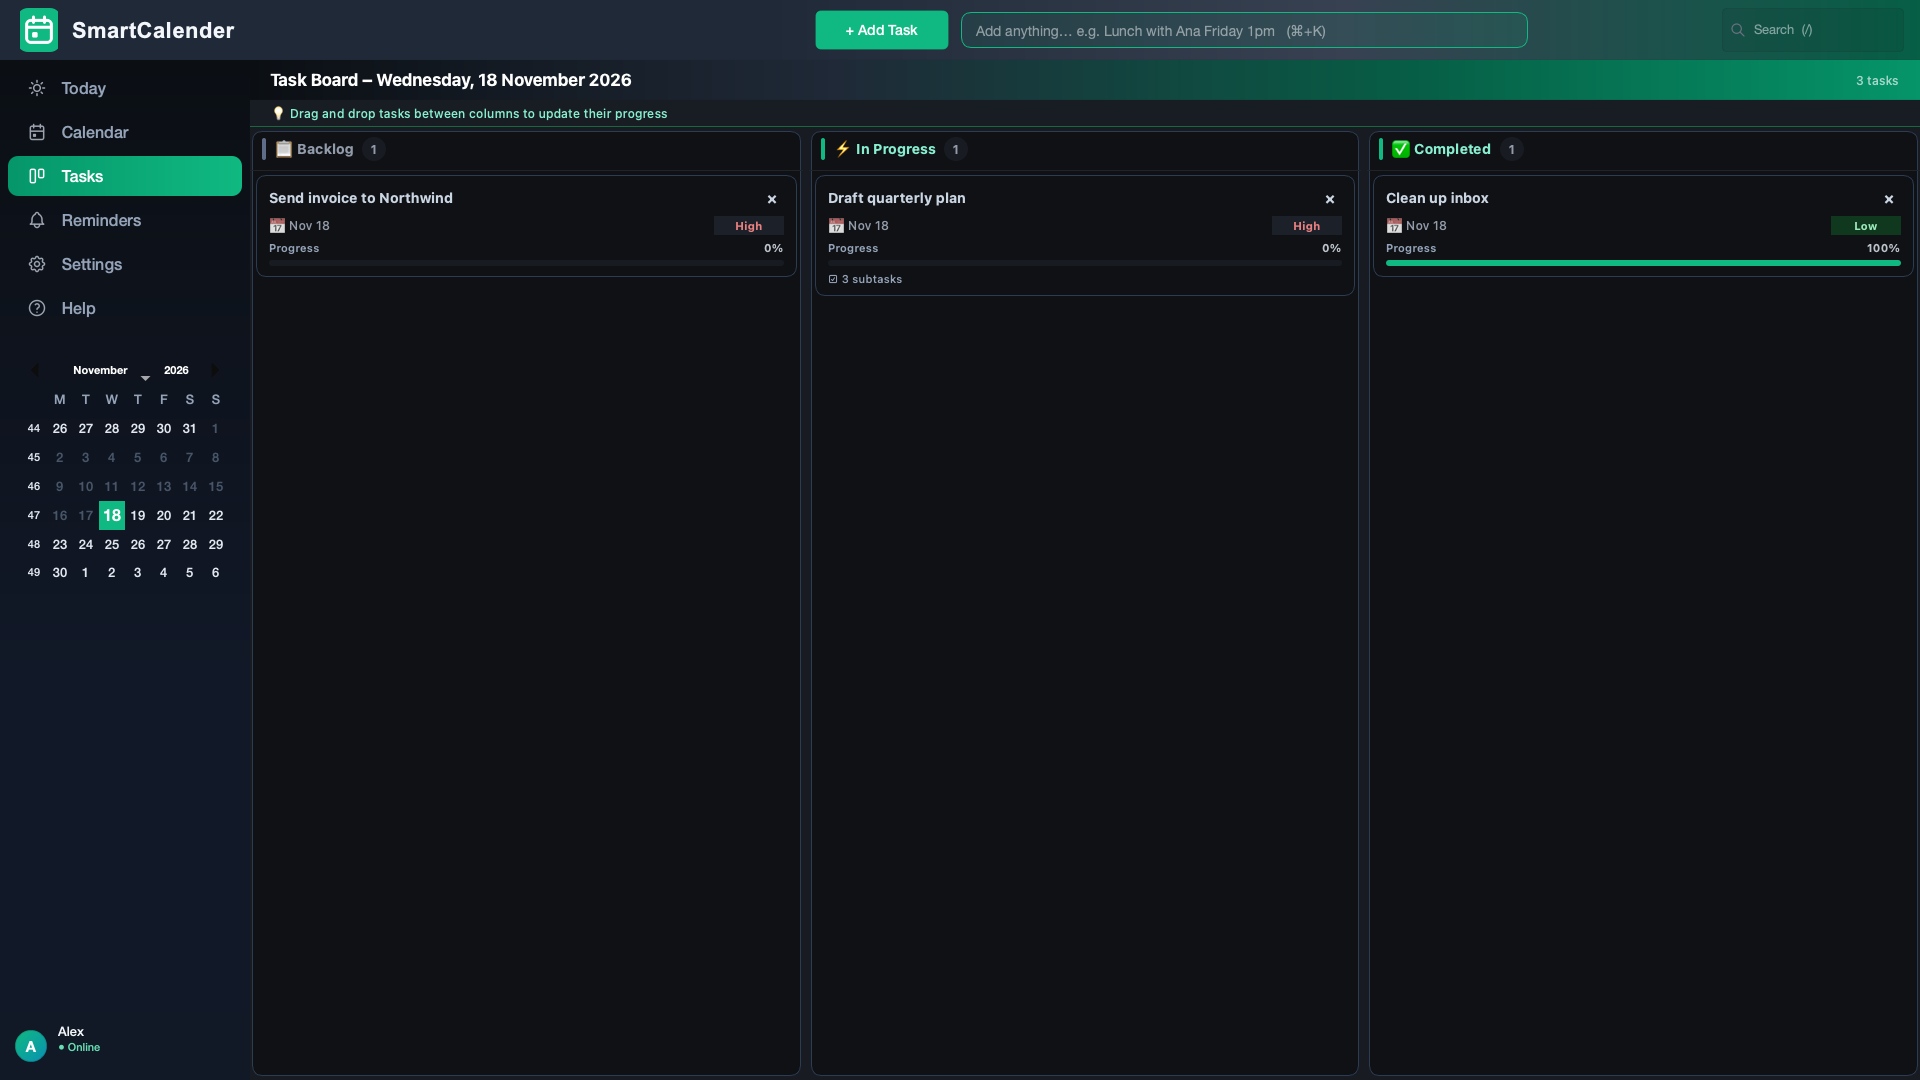 SmartCalender
+ Add Task
Add anything... e.g. Lunch with Ana Friday 1pm (⌘+K)
Search (/)
Today
Calendar
Tasks
Reminders
Settings
Help
November 2026
M T W T F S S
44 26 27 28 29 30 31 1
45 2 3 4 5 6 7 8
46 9 10 11 12 13 14 15
47 16 17 18 19 20 21 22
48 23 24 25 26 27 28 29
49 30 1 2 3 4 5 6
A
Alex
• Online
Task Board – Wednesday, 18 November 2026
3 tasks
💡 Drag and drop tasks between columns to update their progress
📋 Backlog 1
Send invoice to Northwind ×
📅 Nov 18 High
Progress 0%
⚡ In Progress 1
Draft quarterly plan ×
📅 Nov 18 High
Progress 0%
☑ 3 subtasks
✅ Completed 1
Clean up inbox ×
📅 Nov 18 Low
Progress 100%